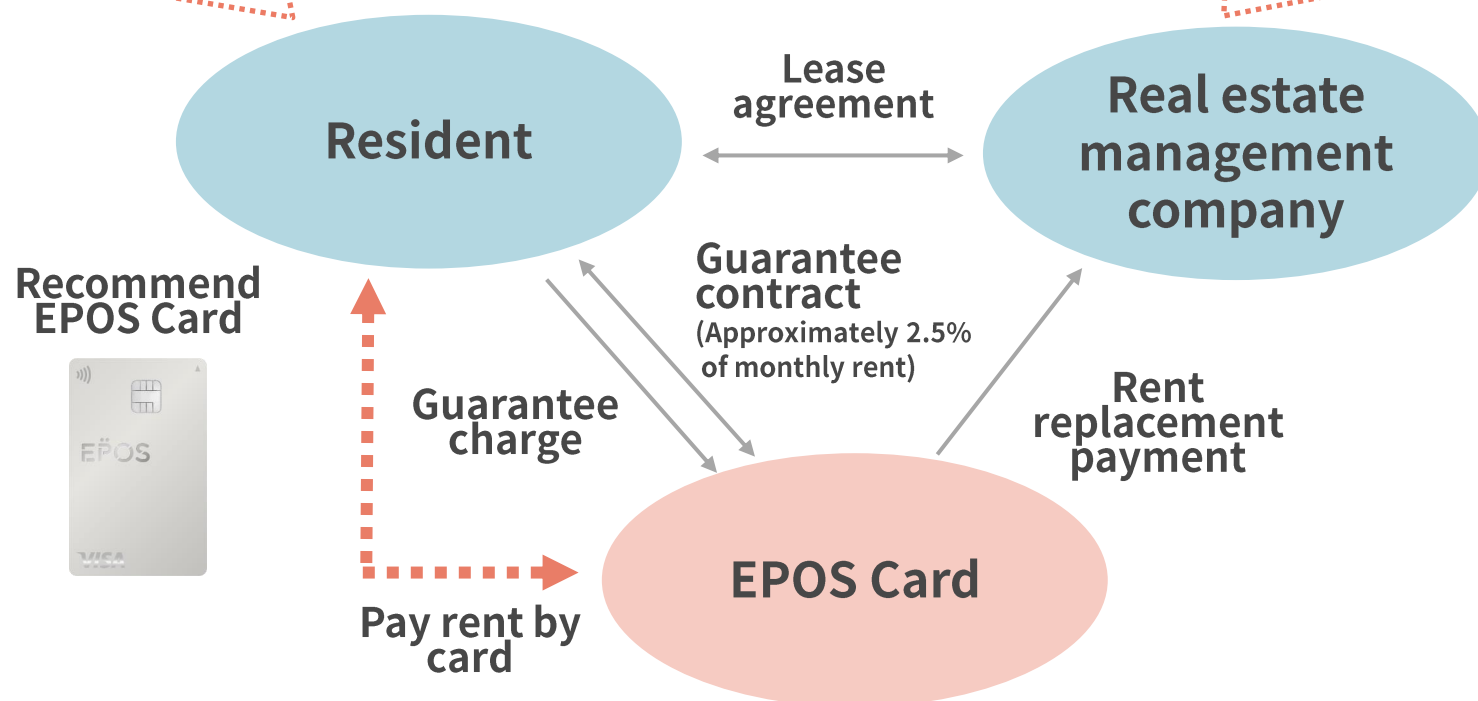 Resident
Lease
agreement
Real estate
management
company
Recommend
EPOS Card
EPOS
VISA
Guarantee
contract
(Approximately 2.5%
of monthly rent)
Guarantee
charge
Rent
replacement
payment
EPOS Card
Pay rent by
card